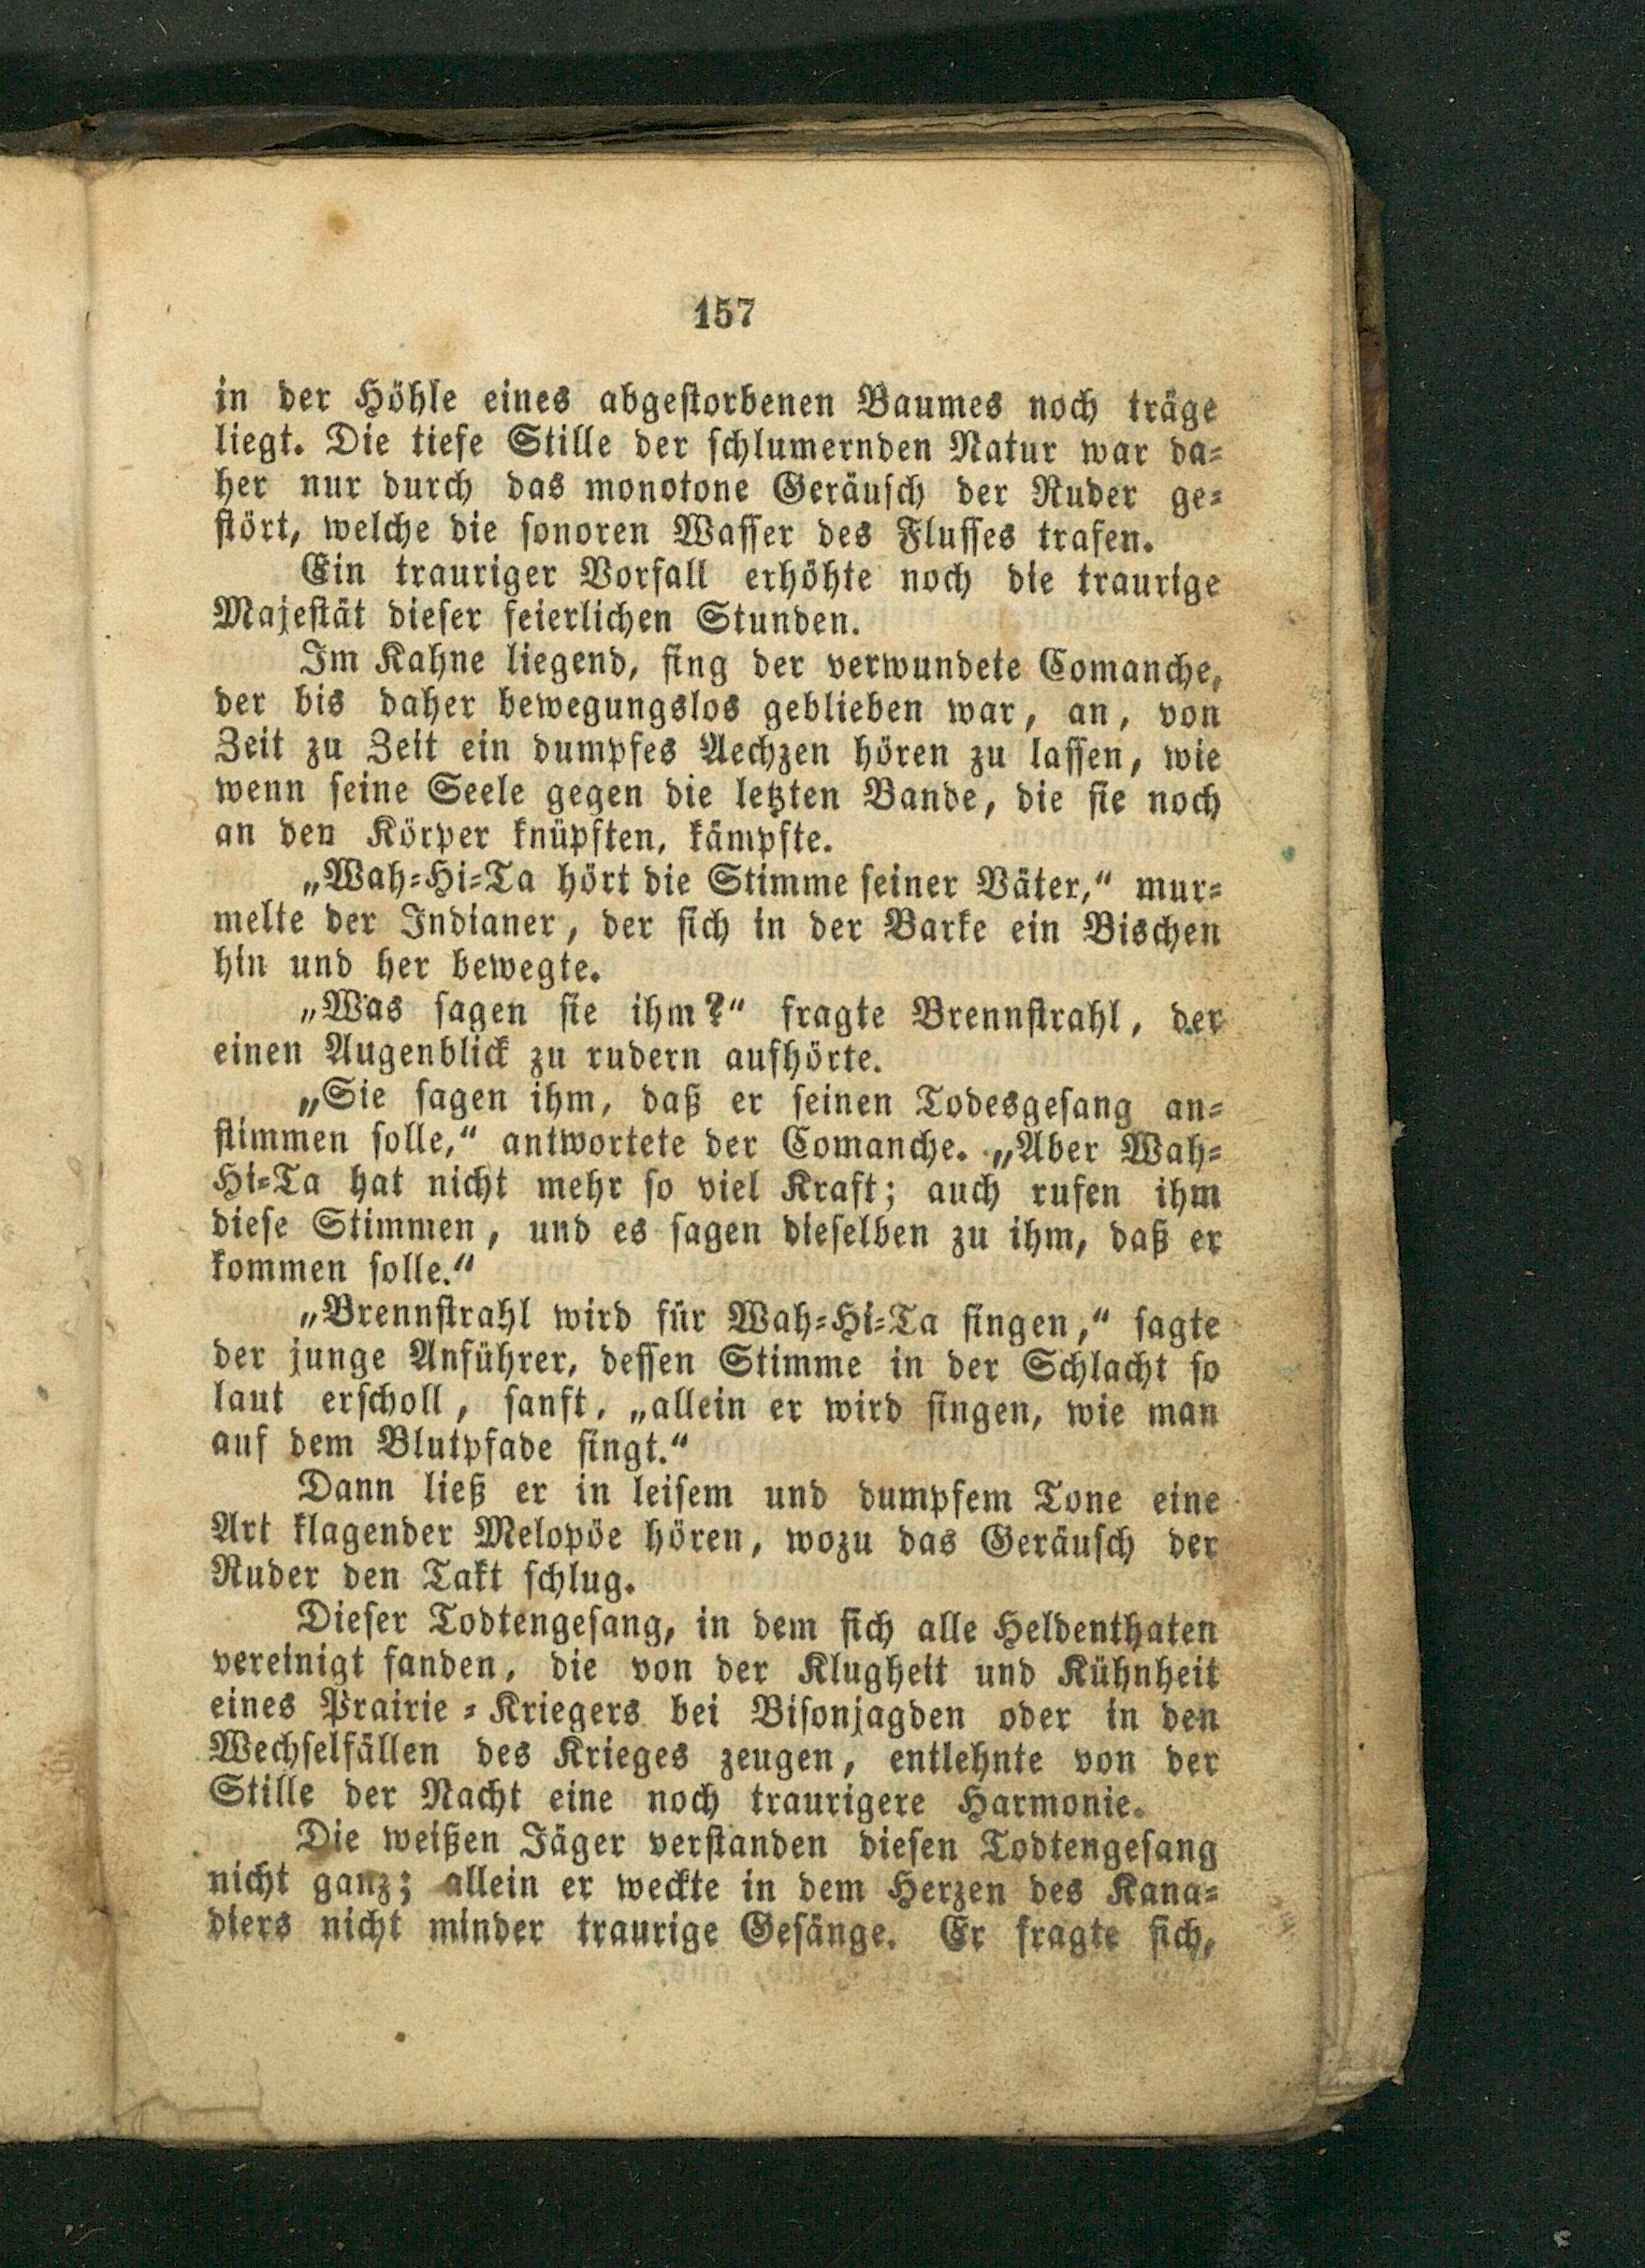 157
in der Höhle eines abgestorbenen Baumes noch träge
liegt. Die tiefe Stille der schlumernden Natur war da-
her nur durch das monotone Geräusch der Ruder ge-
stört, welche die sonoren Wasser des Flusses trafen.
Ein trauriger Vorfall erhöhte noch die traurige
Majestät dieser feierlichen Stunden.
Im Kahne liegend, fing der verwundete Comanche,
der bis daher bewegungslos geblieben war, an, von
Zeit zu Zeit ein dumpfes Aechzen hören zu lassen, wie
wenn seine Seele gegen die letzten Bande, die sie noch
an den Körper knüpften, kämpfte.
„Wah-Hi-Ta hört die Stimme seiner Väter,“ mur-
melte der Indianer, der sich in der Barke ein Bischen
hin und her bewegte.
„Was sagen sie ihm?“ fragte Brennstrahl, der
einen Augenblick zu rudern aufhörte.
„Sie sagen ihm, daß er seinen Todesgesang an-
stimmen solle,“ antwortete der Comanche. „Aber Wah-
Hi-Ta hat nicht mehr so viel Kraft; auch rufen ihm
diese Stimmen, und es sagen dieselben zu ihm, daß er
kommen solle.“
„Brennstrahl wird für Wah-Hi-Ta singen,“ sagte
der junge Anführer, dessen Stimme in der Schlacht so
laut erscholl, sanft, „allein er wird singen, wie man
auf dem Blutpfade singt.“
Dann ließ er in leisem und dumpfem Tone eine
Art klagender Melopöe hören, wozu das Geräusch der
Ruder den Takt schlug.
Dieser Todtengesang, in dem sich alle Heldenthaten
vereinigt fanden, die von der Klugheit und Kühnheit
eines Prairie-Kriegers bei Bisonjagden oder in den
Wechselfällen des Krieges zeugen, entlehnte von der
Stille der Nacht eine noch traurigere Harmonie.
Die weißen Jäger verstanden diesen Todtengesang
nicht ganz; allein er weckte in dem Herzen des Kana-
diers nicht minder traurige Gesänge. Er fragte sich,